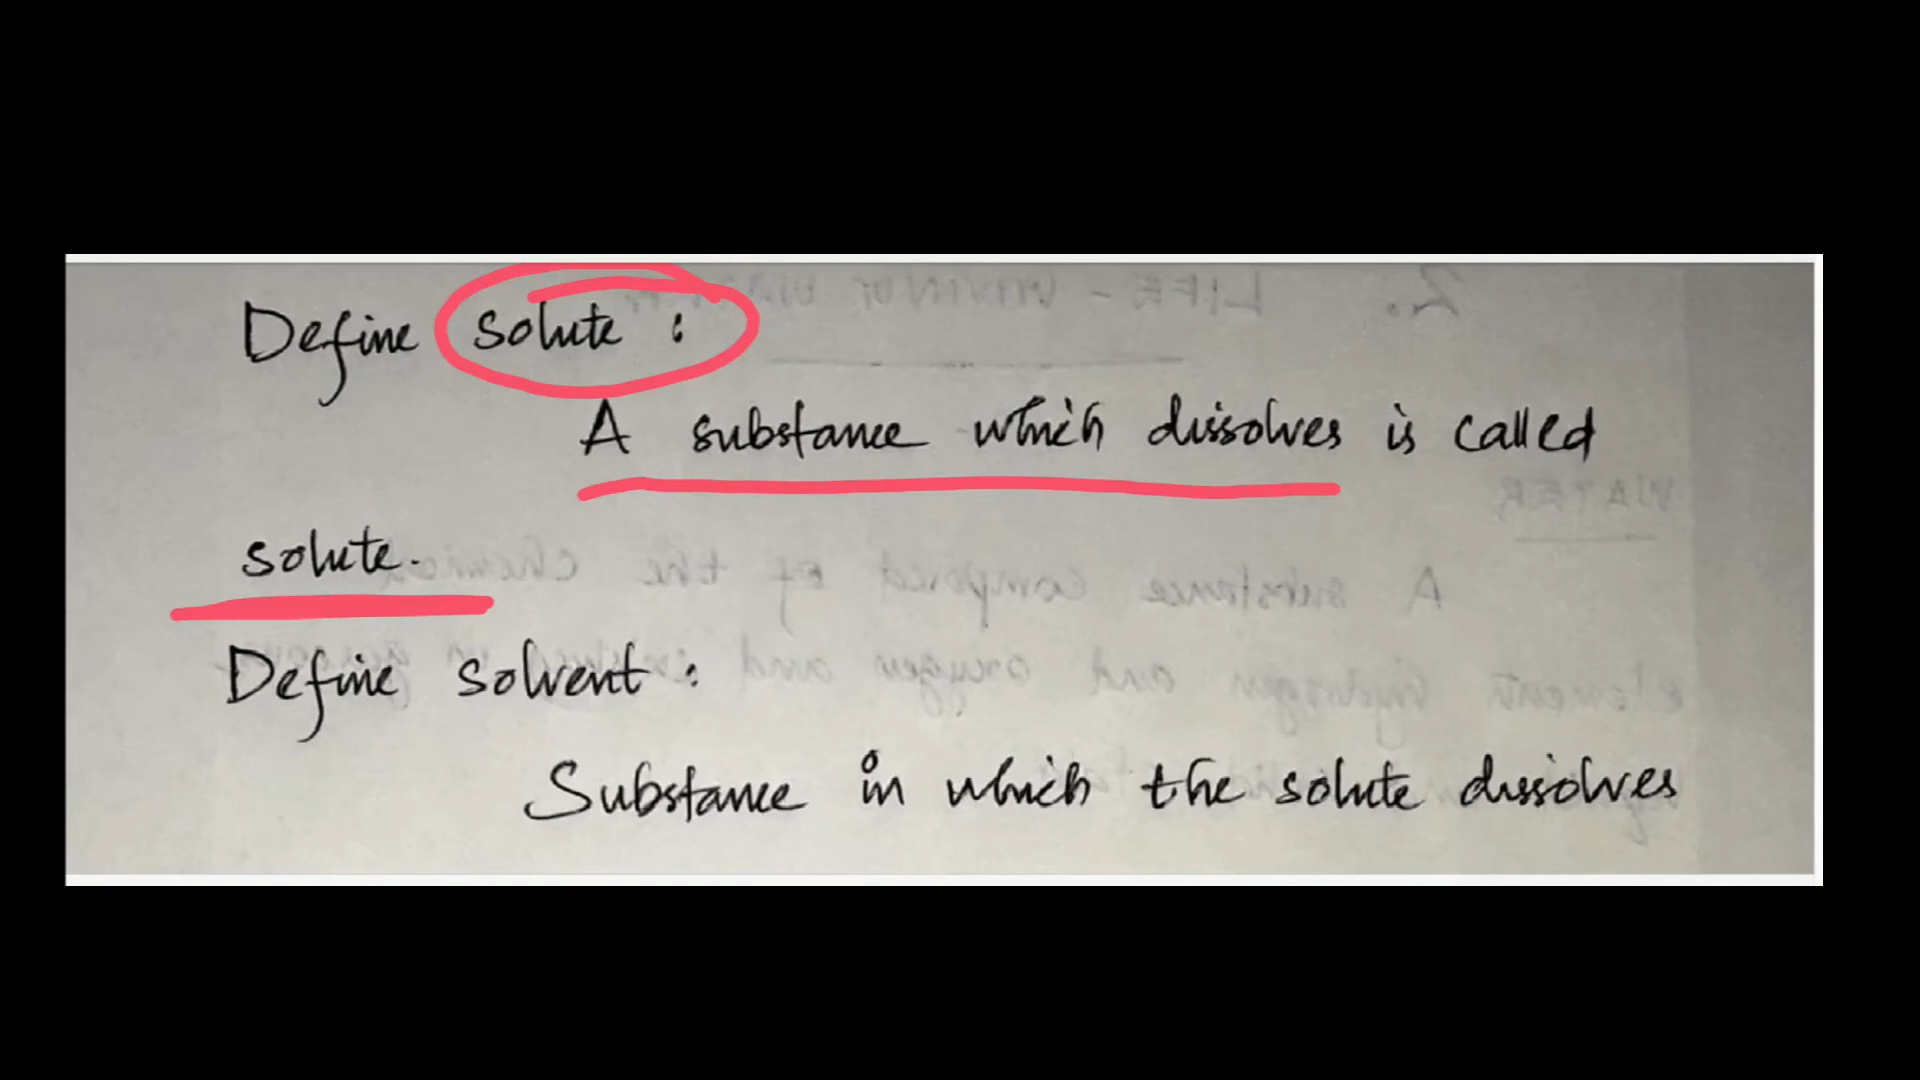 Define solute :
A substance which dissolves is called
solute.
Define solvent :
Substance in which the solute dissolves